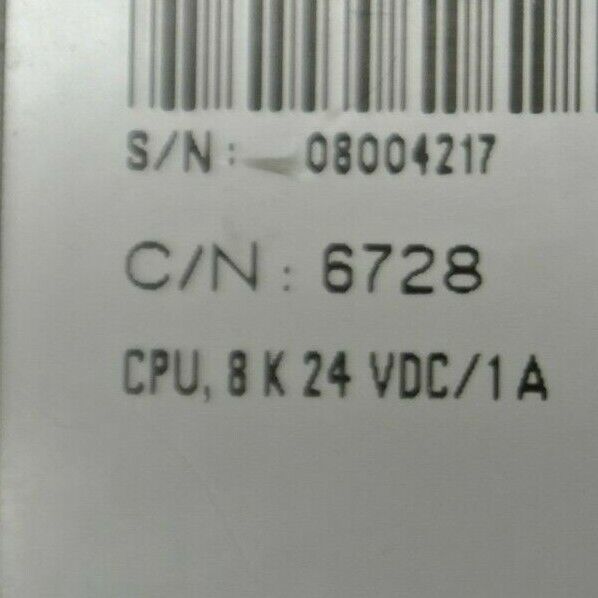 S/N: 08004217
C/N: 6728
CPU, 8 K 24 VDC/1 A